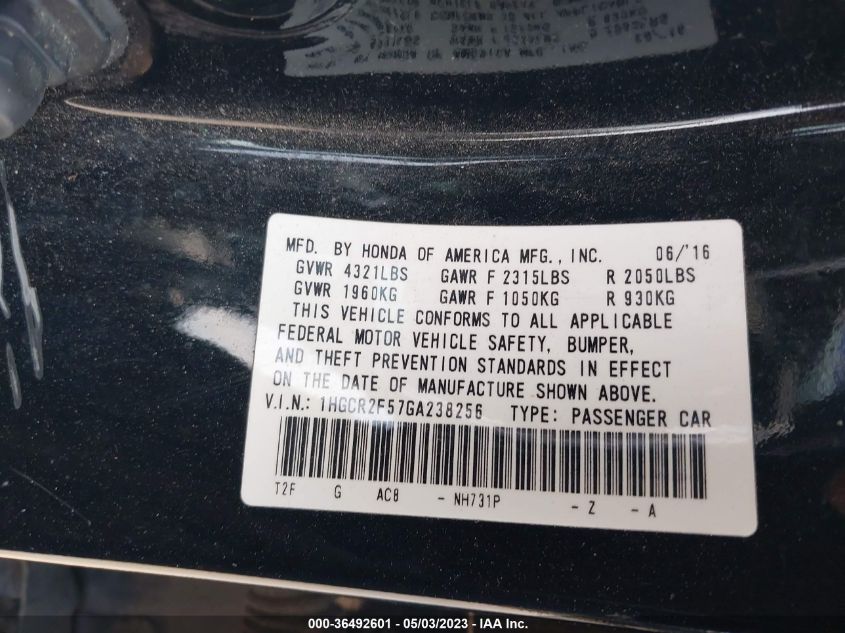 MFD. BY HONDA OF AMERICA MFG., INC. 06/'16
GVWR 4321LBS GAWR F 2315LBS R 2050LBS
GVWR 1960KG GAWR F 1050KG R 930KG
THIS VEHICLE CONFORMS TO ALL APPLICABLE
FEDERAL MOTOR VEHICLE SAFETY, BUMPER,
AND THEFT PREVENTION STANDARDS IN EFFECT
ON THE DATE OF MANUFACTURE SHOWN ABOVE.
V.I.N.: 1HGCR2F57GA238256 TYPE: PASSENGER CAR
T2F G AC8 - NH731P - Z - A
000-36492601 - 05/03/2023 - IAA Inc.